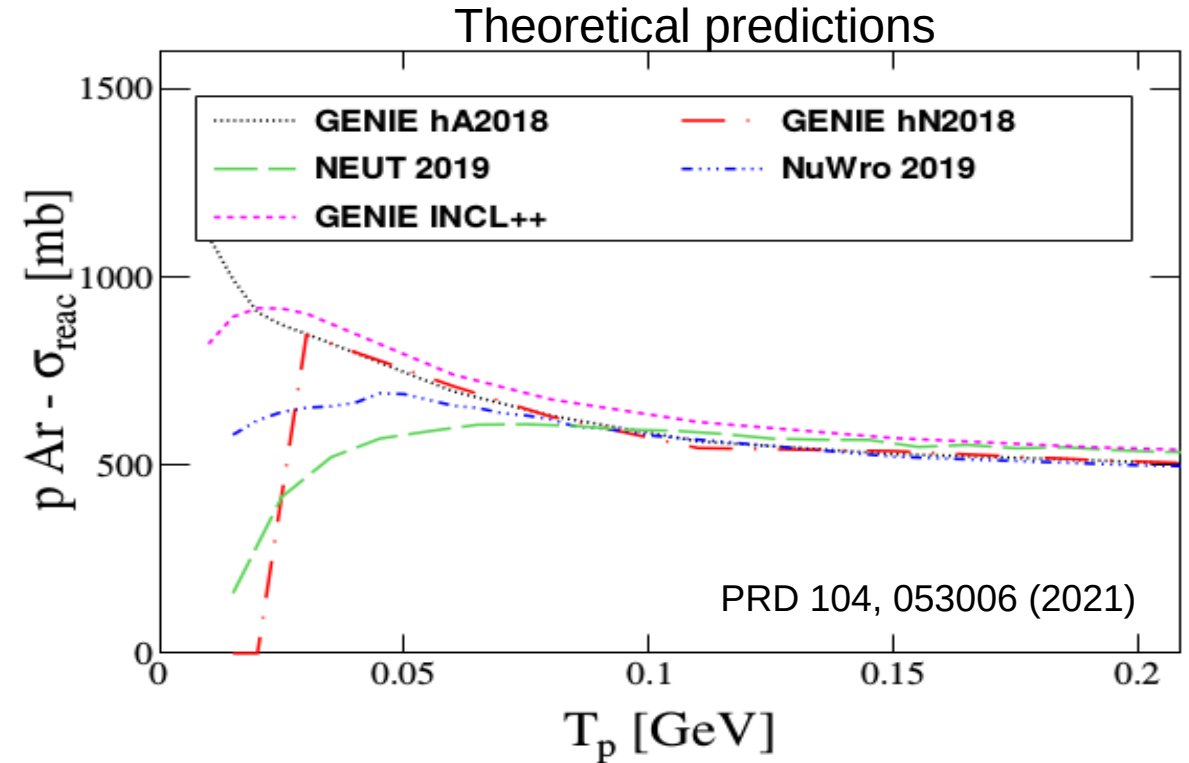 Theoretical predictions
p Ar - σreac [mb]
1500
1000
500
0
GENIE hA2018
GENIE hN2018
NEUT 2019
NuWro 2019
GENIE INCL++
PRD 104, 053006 (2021)
0 0.05 0.1 0.15 0.2
Tp [GeV]